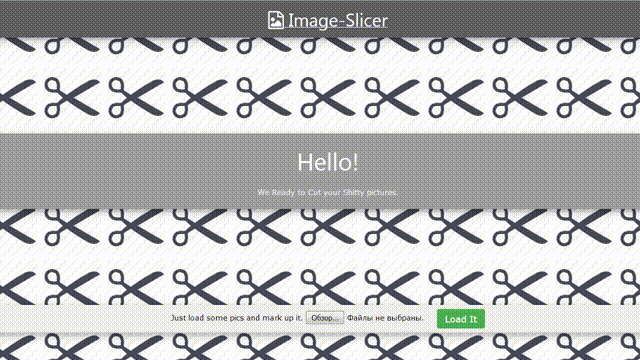 Image-Slicer
Hello!
We Ready to Cut your Shitty pictures.
Just load some pics and mark up it. Обзор... Файлы не выбраны. Load It